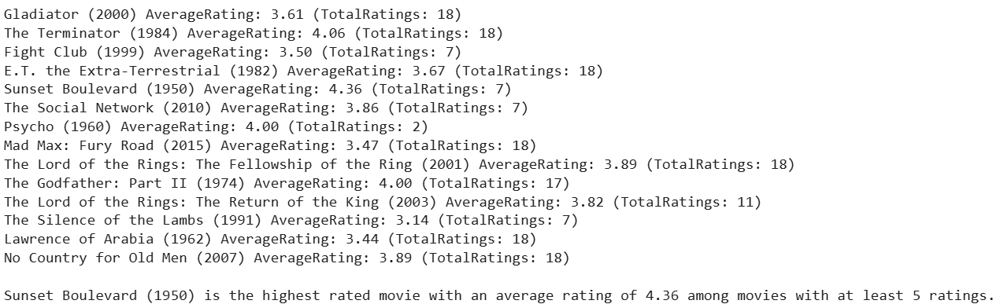 Gladiator (2000) AverageRating: 3.61 (TotalRatings: 18)
The Terminator (1984) AverageRating: 4.06 (TotalRatings: 18)
Fight Club (1999) AverageRating: 3.50 (TotalRatings: 7)
E.T. the Extra-Terrestrial (1982) AverageRating: 3.67 (TotalRatings: 18)
Sunset Boulevard (1950) AverageRating: 4.36 (TotalRatings: 7)
The Social Network (2010) AverageRating: 3.86 (TotalRatings: 7)
Psycho (1960) AverageRating: 4.00 (TotalRatings: 2)
Mad Max: Fury Road (2015) AverageRating: 3.47 (TotalRatings: 18)
The Lord of the Rings: The Fellowship of the Ring (2001) AverageRating: 3.89 (TotalRatings: 18)
The Godfather: Part II (1974) AverageRating: 4.00 (TotalRatings: 17)
The Lord of the Rings: The Return of the King (2003) AverageRating: 3.82 (TotalRatings: 11)
The Silence of the Lambs (1991) AverageRating: 3.14 (TotalRatings: 7)
Lawrence of Arabia (1962) AverageRating: 3.44 (TotalRatings: 18)
No Country for Old Men (2007) AverageRating: 3.89 (TotalRatings: 18)
Sunset Boulevard (1950) is the highest rated movie with an average rating of 4.36 among movies with at least 5 ratings.